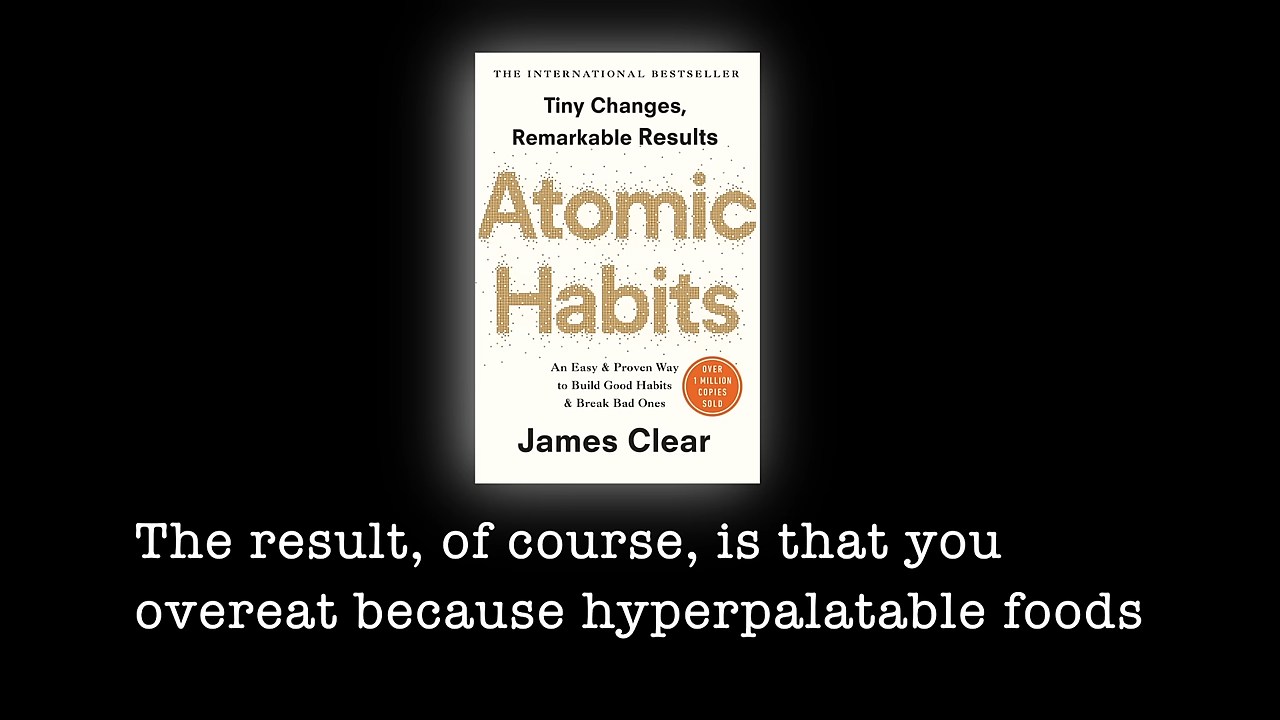 THE INTERNATIONAL BESTSELLER
Tiny Changes,
Remarkable Results
Atomic
Habits
An Easy & Proven Way
to Build Good Habits
& Break Bad Ones
OVER
1 MILLION
COPIES
SOLD
James Clear
The result, of course, is that you
overeat because hyperpalatable foods